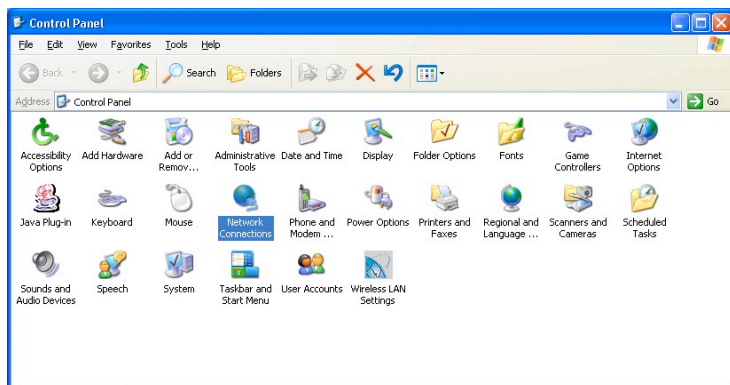 Control Panel
File Edit View Favorites Tools Help
Back Search Folders
Address Control Panel Go
Accessibility Options
Add Hardware
Add or Remov...
Administrative Tools
Date and Time
Display
Folder Options
Fonts
Game Controllers
Internet Options
Java Plug-in
Keyboard
Mouse
Network Connections
Phone and Modem ...
Power Options
Printers and Faxes
Regional and Language ...
Scanners and Cameras
Scheduled Tasks
Sounds and Audio Devices
Speech
System
Taskbar and Start Menu
User Accounts
Wireless LAN Settings